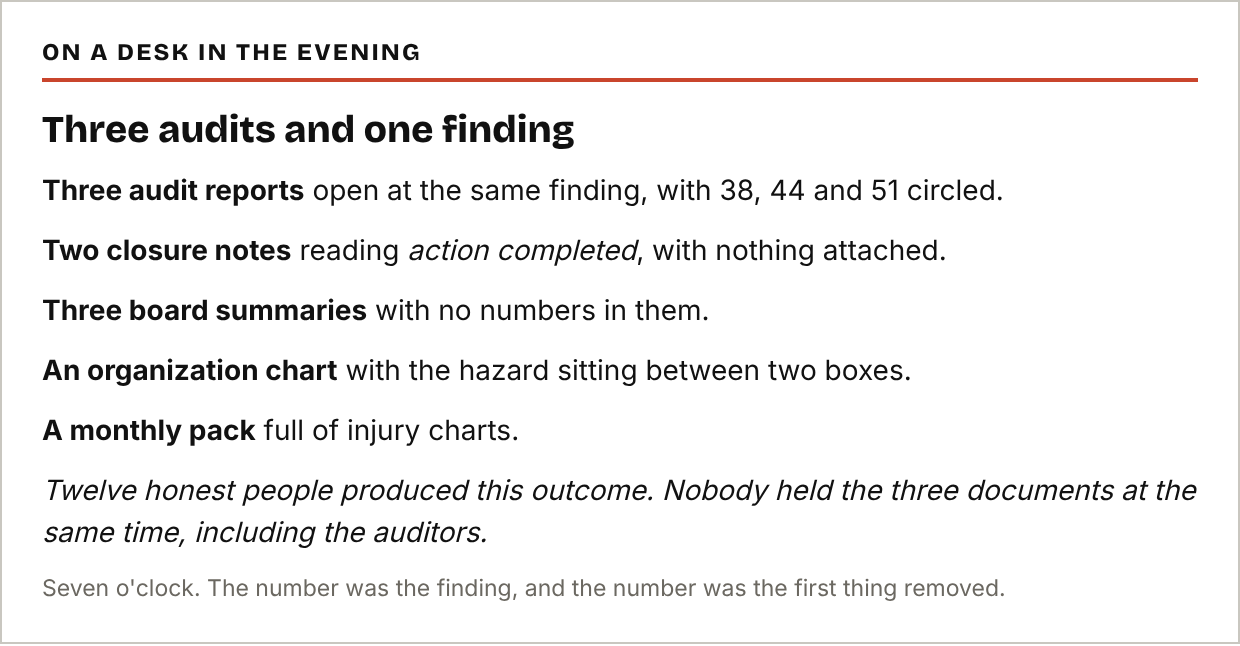 ON A DESK IN THE EVENING
Three audits and one finding
Three audit reports open at the same finding, with 38, 44 and 51 circled.
Two closure notes reading action completed, with nothing attached.
Three board summaries with no numbers in them.
An organization chart with the hazard sitting between two boxes.
A monthly pack full of injury charts.
Twelve honest people produced this outcome. Nobody held the three documents at the
same time, including the auditors.
Seven o'clock. The number was the finding, and the number was the first thing removed.